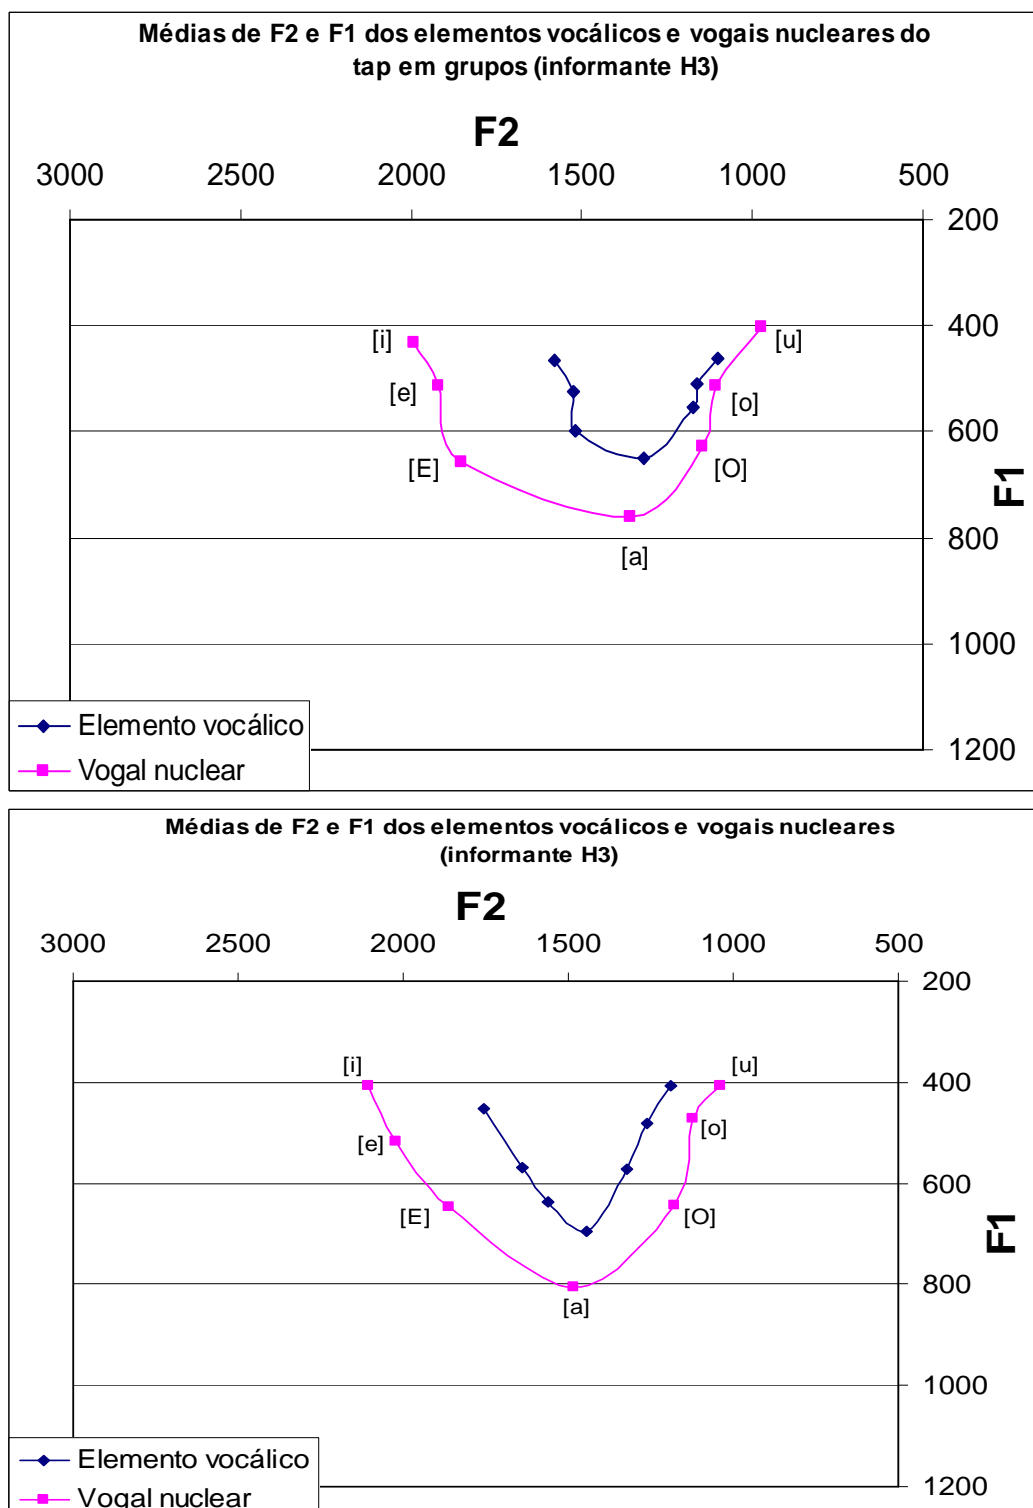 Médias de F2 e F1 dos elementos vocálicos e vogais nucleares do
tap em grupos (informante H3)
F2
3000 2500 2000 1500 1000 500
200
400
[i] [u]
[e] [o]
600
[E] [O]
F1
800
[a]
1000
Elemento vocálico
1200
Vogal nuclear
Médias de F2 e F1 dos elementos vocálicos e vogais nucleares
(informante H3)
F2
3000 2500 2000 1500 1000 500
200
[i] [u]
400
[e] [o]
600
[E] [O]
F1
800
[a]
1000
Elemento vocálico
1200
Vogal nuclear